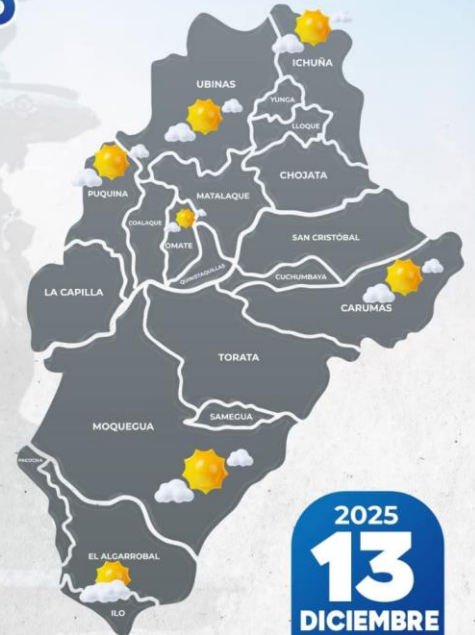 ICHUÑA
UBINAS
YUNGA
LLOQUE
CHOJATA
PUQUINA
MATALAQUE
COALAQUE
OMATE
SAN CRISTÓBAL
QUINISTAQUILLAS
CUCHUMBAYA
LA CAPILLA
CARUMAS
TORATA
SAMEGUA
MOQUEGUA
PACOCHA
EL ALGARROBAL
ILO
2025
13
DICIEMBRE